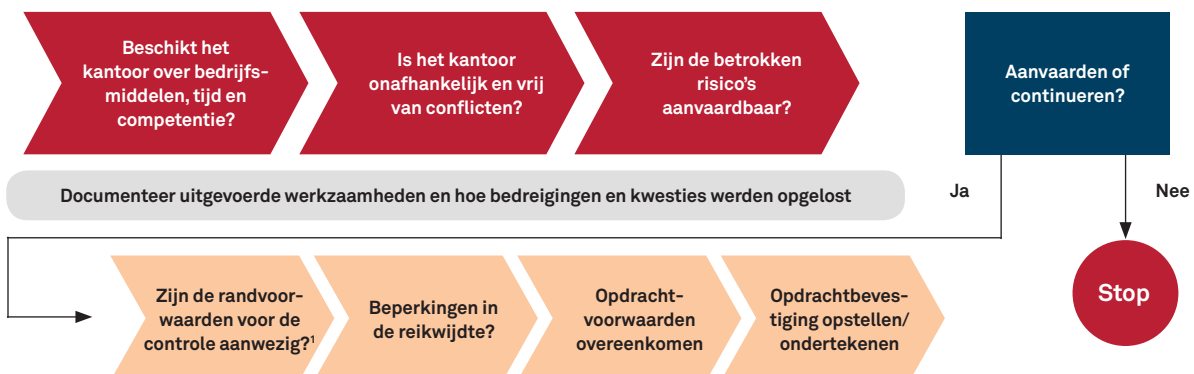 Beschikt het
kantoor over bedrijfs-
middelen, tijd en
competentie?
Is het kantoor
onafhankelijk en vrij
van conflicten?
Zijn de betrokken
risico's
aanvaardbaar?
Aanvaarden of
continueren?
Documenteer uitgevoerde werkzaamheden en hoe bedreigingen en kwesties werden opgelost
Ja
Nee
Zijn de randvoor-
waarden voor de
controle aanwezig?¹
Beperkingen in
de reikwijdte?
Opdracht-
voorwaarden
overeenkomen
Opdrachtbeves-
tiging opstellen/
ondertekenen
Stop